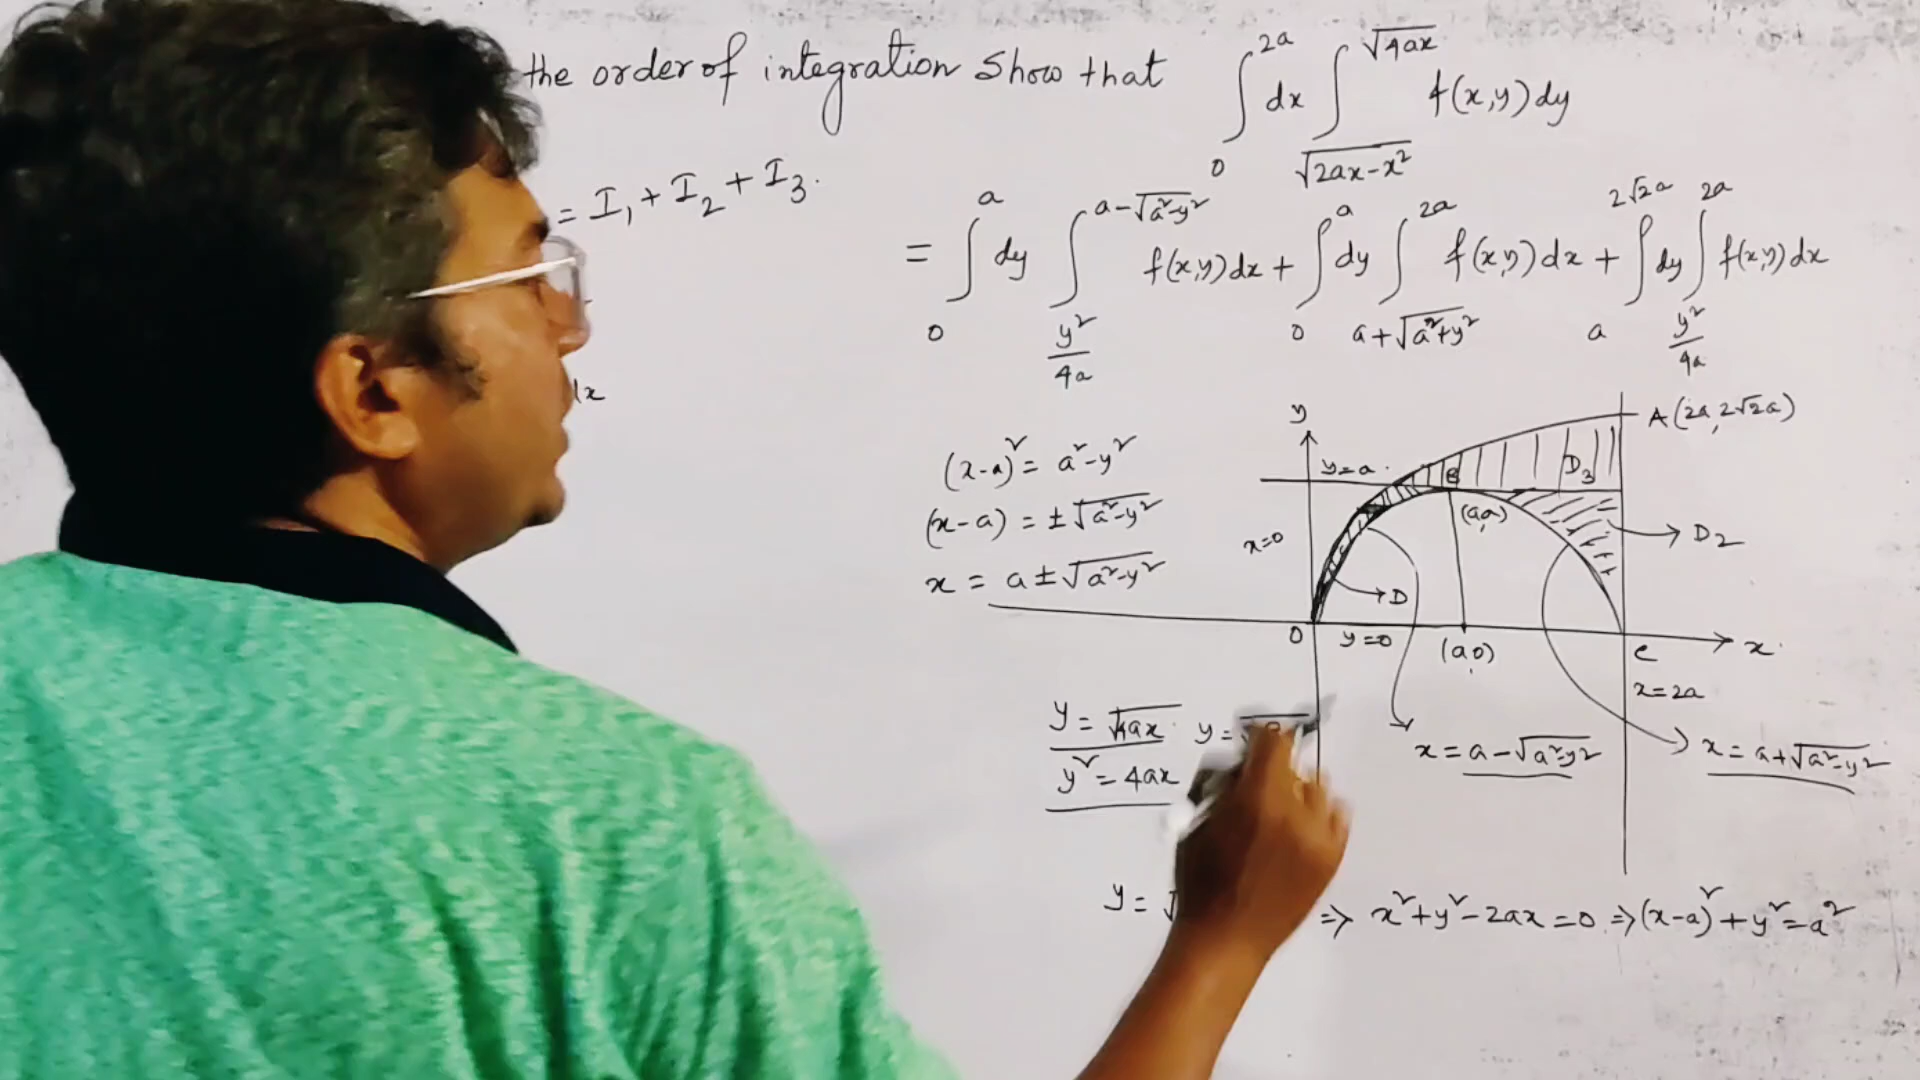 the order of integration show that ∫₀^{2a} dx ∫_{√(2ax-x²)}^{√(4ax)} f(x,y) dy
= I₁ + I₂ + I₃.
= ∫₀^{a} dy ∫_{y²/4a}^{a-√(a²-y²)} f(x,y) dx + ∫₀^{a} dy ∫_{a+√(a²+y²)}^{2a} f(x,y) dx + ∫_{a}^{2√2a} dy ∫_{y²/4a}^{2a} f(x,y) dx
dx
(x-a)² = a²-y²
(x-a) = ±√(a²-y²)
x = a ± √(a²-y²)
y
A (2a, 2√2a)
y=a.
B
D₃
(a,a)
D₂
x=0
D
O
y=0
(a,0)
c
x.
x=2a
y = √4ax
y =
y² = 4ax
x = a-√(a²-y²)
x = a+√(a²-y²)
y = √
⇒ x²+y²-2ax=0 ⇒ (x-a)²+y²=a²